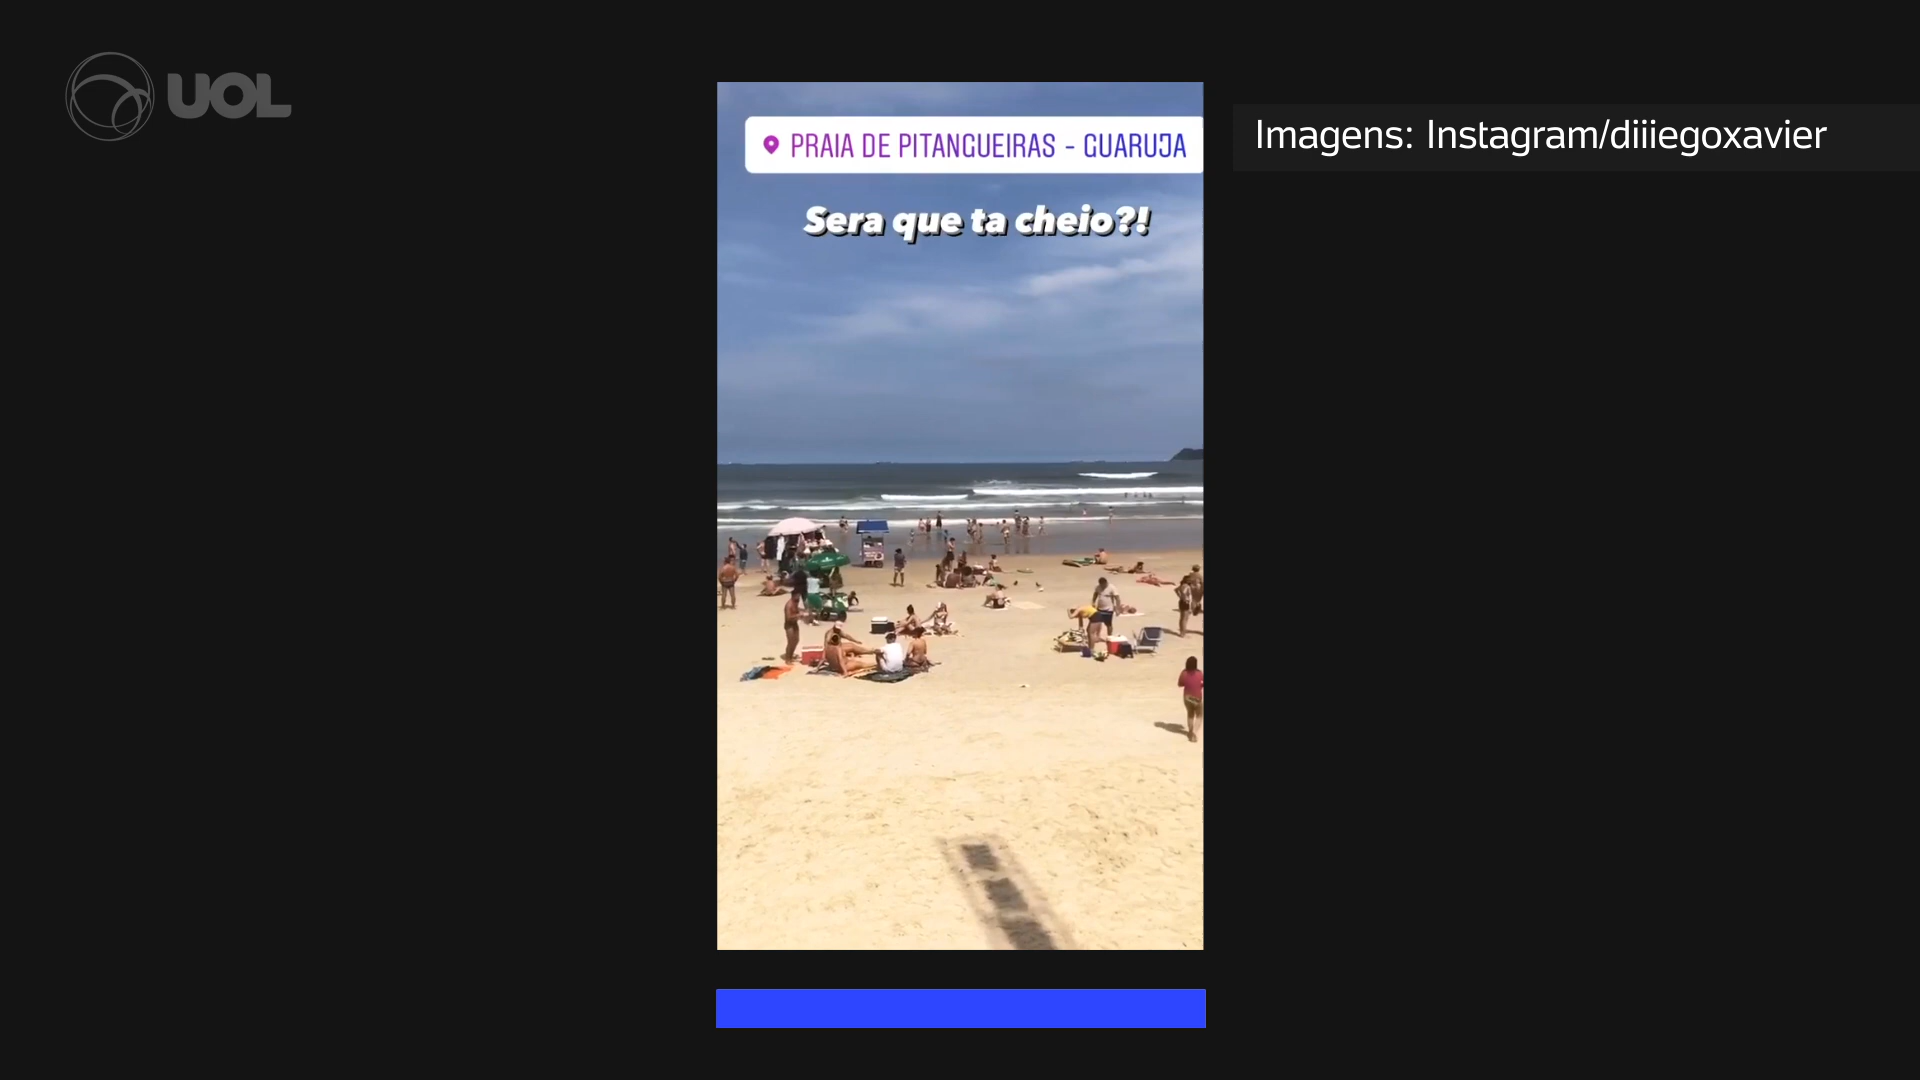 UOL
Imagens: Instagram/diiiegoxavier
PRAIA DE PITANGUEIRAS - GUARUJA
Sera que ta cheio?!